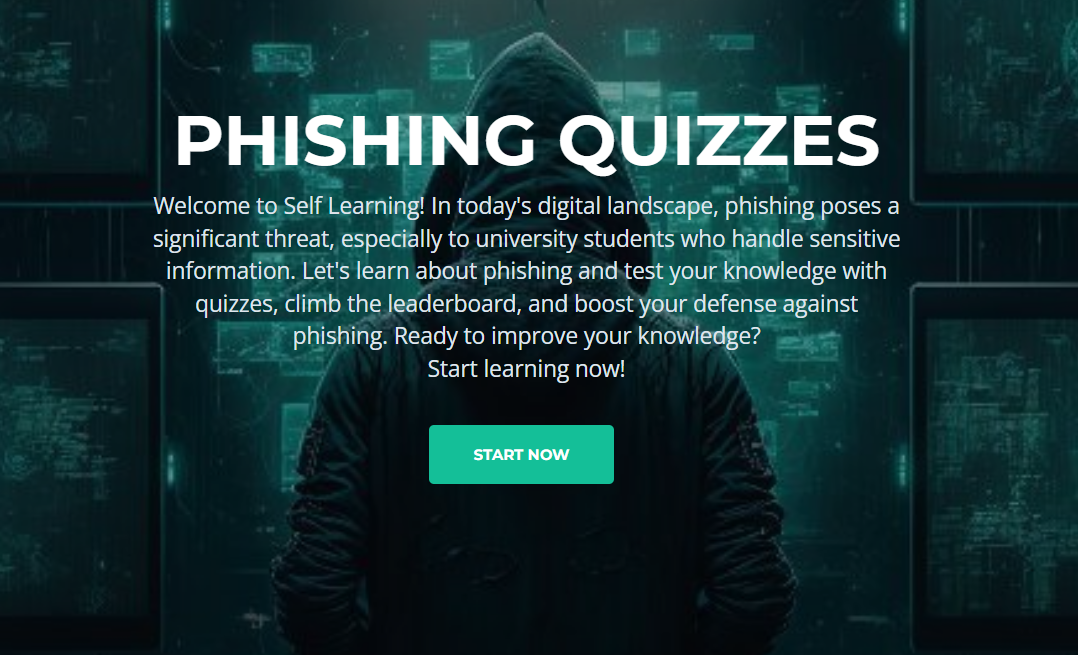 PHISHING QUIZZES
Welcome to Self Learning! In today's digital landscape, phishing poses a
significant threat, especially to university students who handle sensitive
information. Let's learn about phishing and test your knowledge with
quizzes, climb the leaderboard, and boost your defense against
phishing. Ready to improve your knowledge?
Start learning now!
START NOW